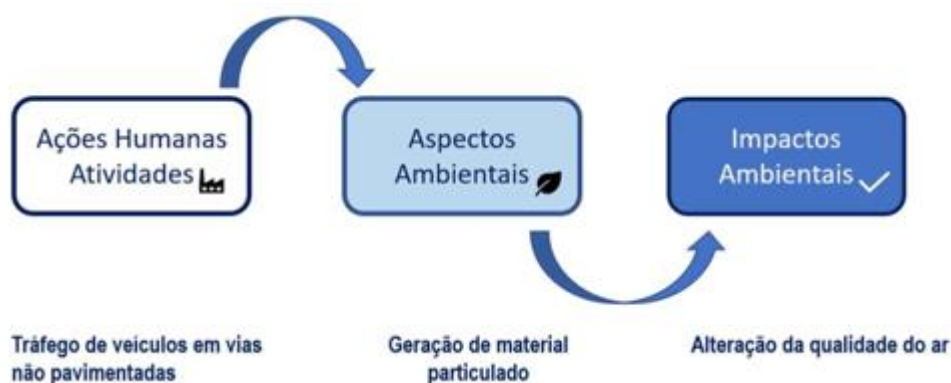 Ações Humanas
Atividades
Aspectos
Ambientais
Impactos
Ambientais
Tráfego de veículos em vias
não pavimentadas
Geração de material
particulado
Alteração da qualidade do ar